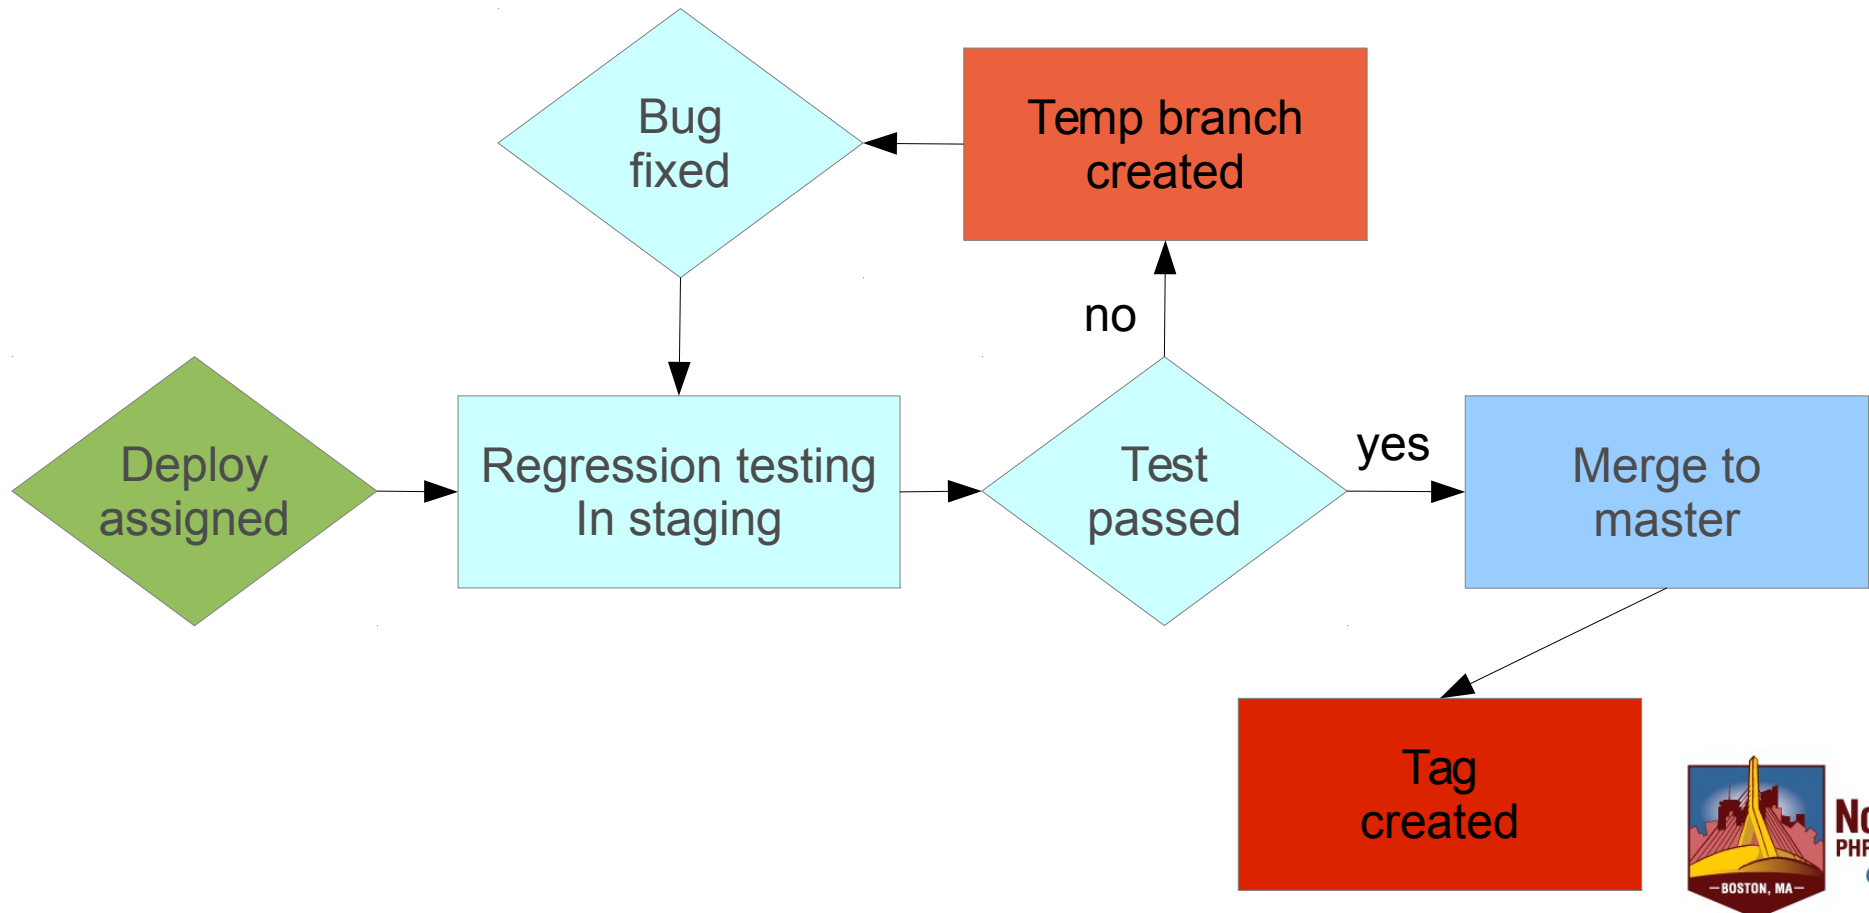 Bug
fixed
Temp branch
created
no
Deploy
assigned
Regression testing
In staging
Test
passed
yes
Merge to
master
Tag
created
BOSTON, MA